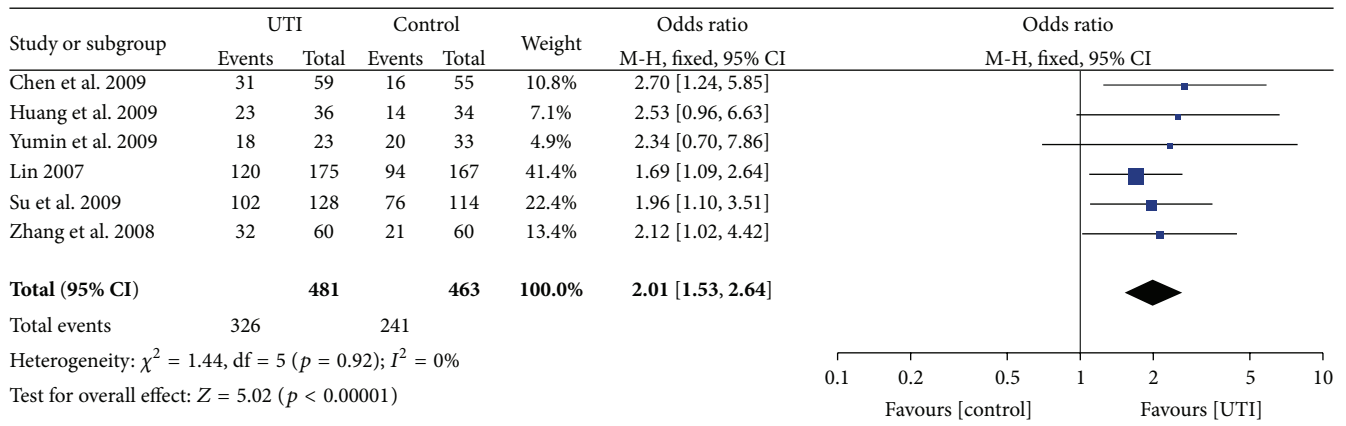 Study or subgroup UTI Control Weight Odds ratio Odds ratio
Events Total Events Total M-H, fixed, 95% CI M-H, fixed, 95% CI
Chen et al. 2009 31 59 16 55 10.8% 2.70 [1.24, 5.85]
Huang et al. 2009 23 36 14 34 7.1% 2.53 [0.96, 6.63]
Yumin et al. 2009 18 23 20 33 4.9% 2.34 [0.70, 7.86]
Lin 2007 120 175 94 167 41.4% 1.69 [1.09, 2.64]
Su et al. 2009 102 128 76 114 22.4% 1.96 [1.10, 3.51]
Zhang et al. 2008 32 60 21 60 13.4% 2.12 [1.02, 4.42]
Total (95% CI) 481 463 100.0% 2.01 [1.53, 2.64]
Total events 326 241
Heterogeneity: χ² = 1.44, df = 5 (p = 0.92); I² = 0%
Test for overall effect: Z = 5.02 (p < 0.00001)
0.1 0.2 0.5 1 2 5 10
Favours [control] Favours [UTI]